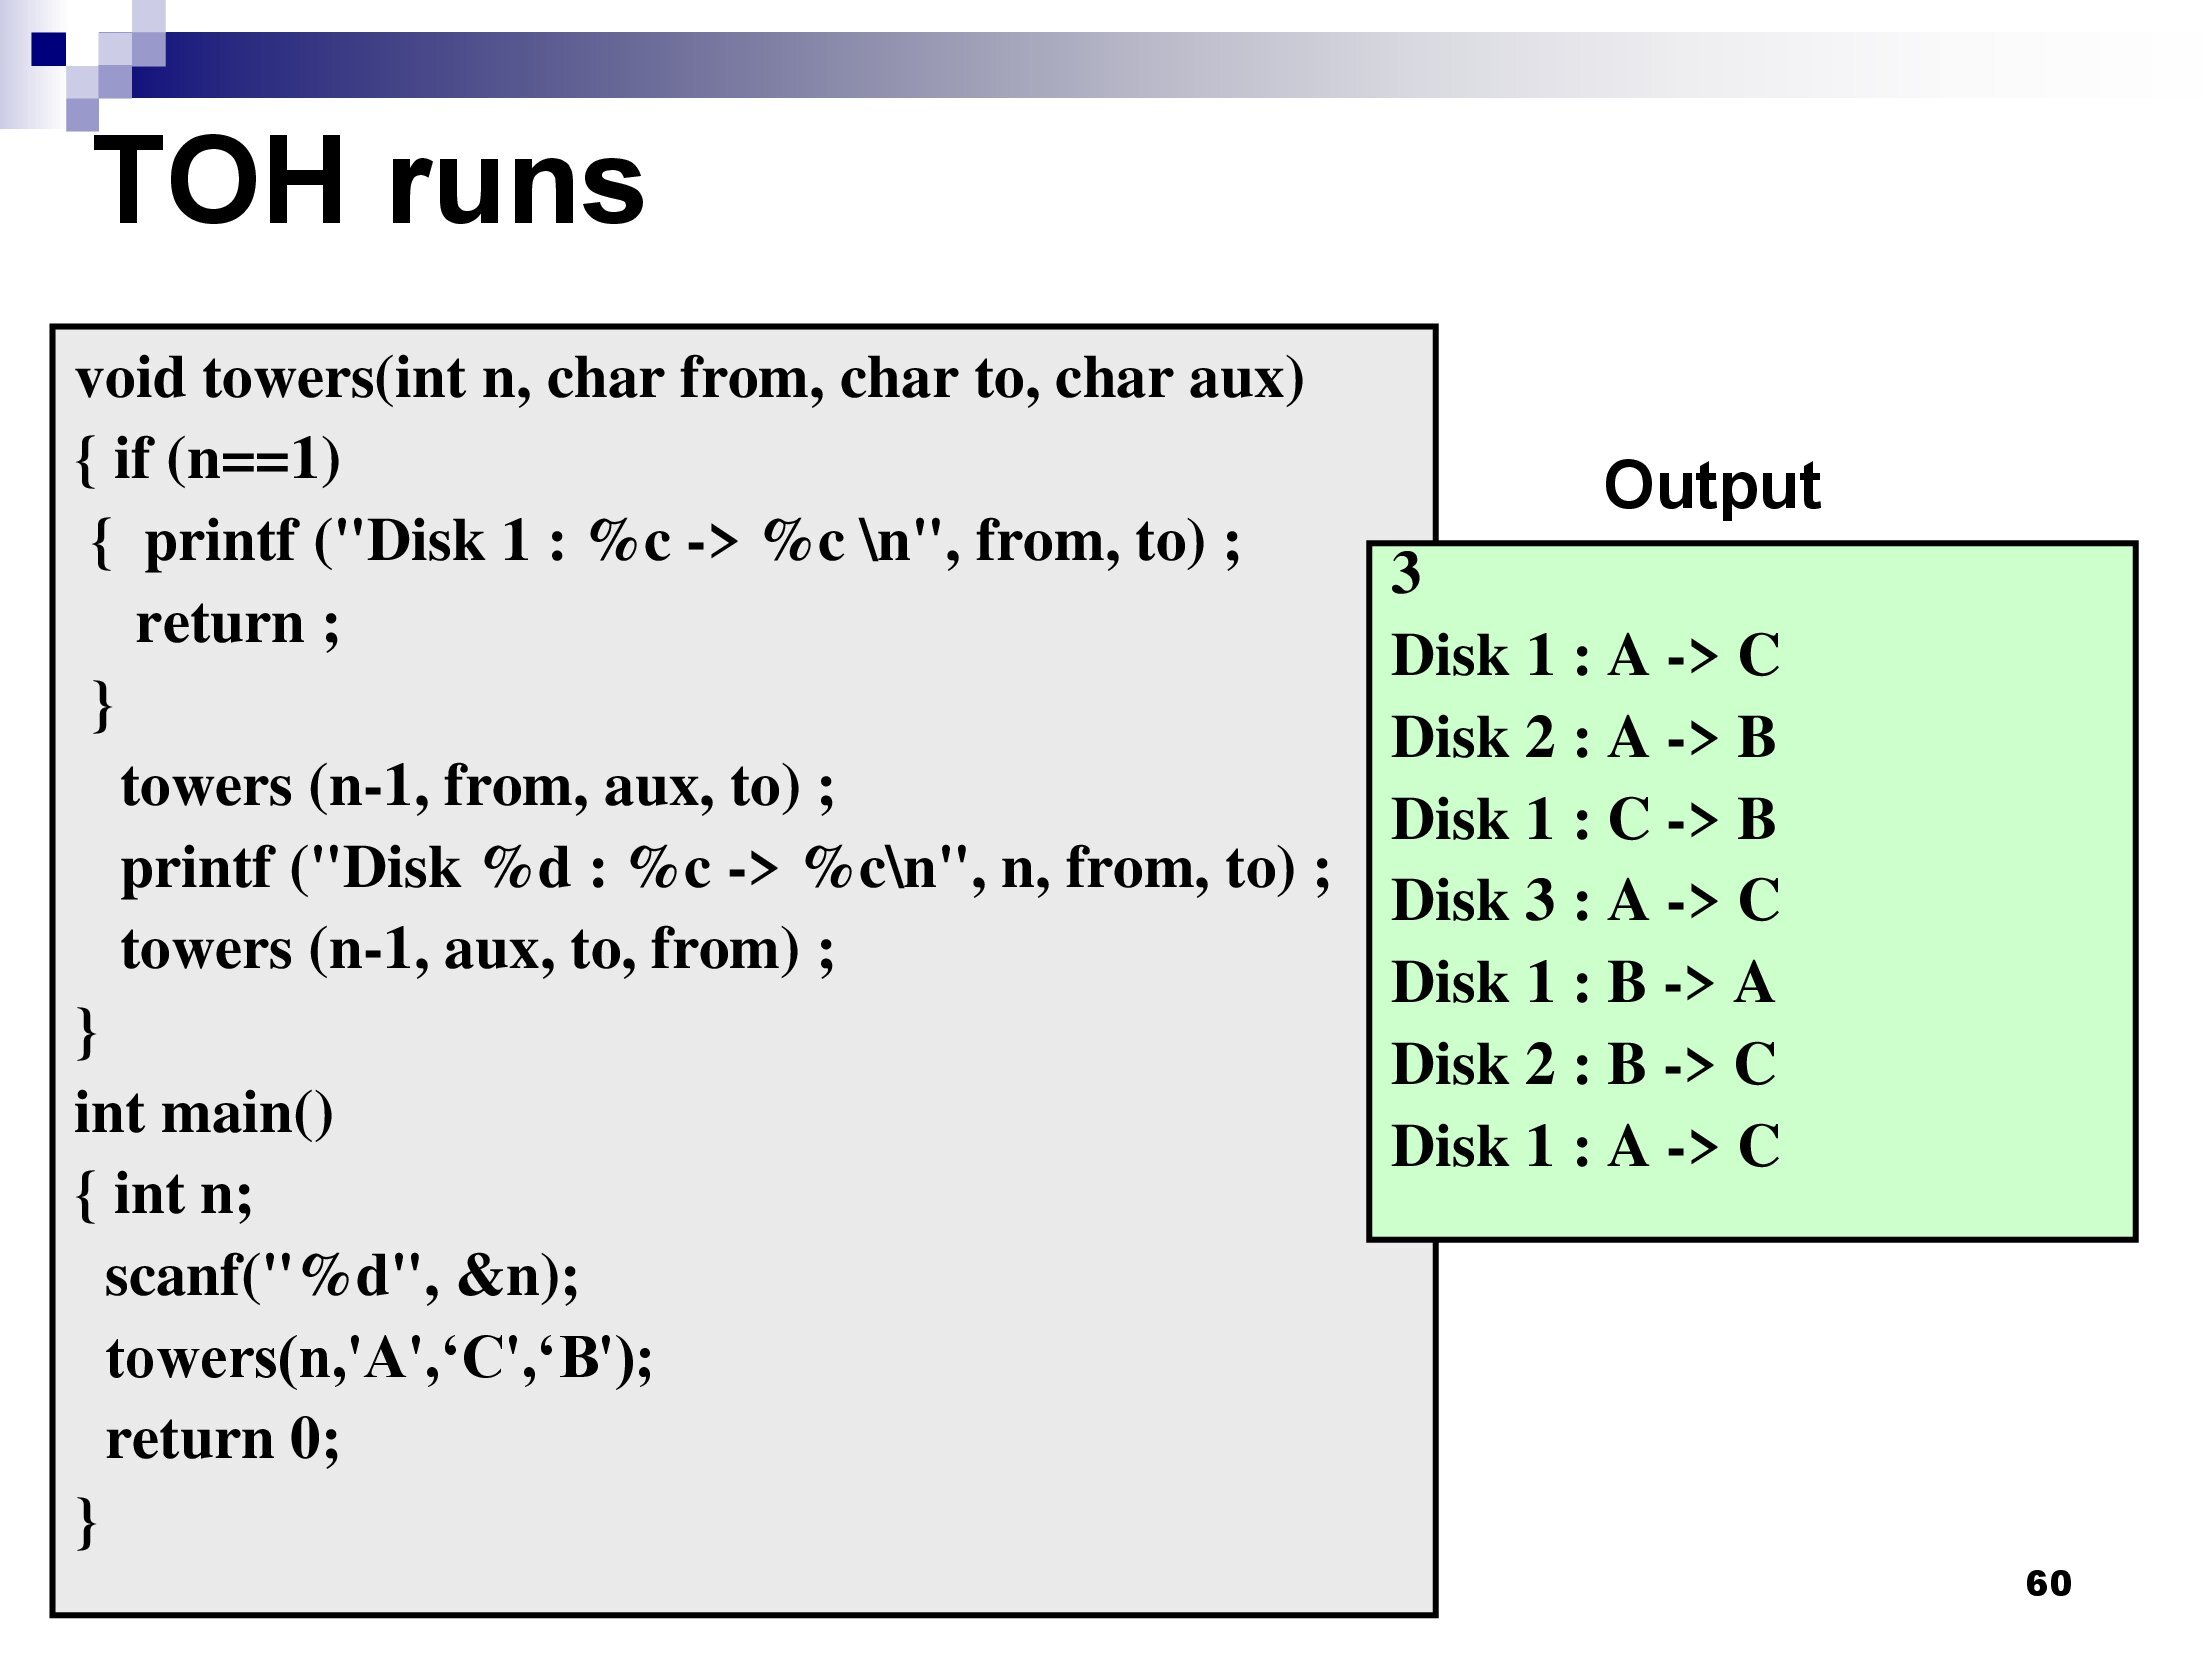 TOH runs
void towers(int n, char from, char to, char aux)
{ if (n==1)
{ printf ("Disk 1 : %c -> %c \n", from, to) ;
return ;
}
towers (n-1, from, aux, to) ;
printf ("Disk %d : %c -> %c\n", n, from, to) ;
towers (n-1, aux, to, from) ;
}
int main()
{ int n;
scanf("%d", &n);
towers(n,'A',‘C',‘B');
return 0;
}
Output
3
Disk 1 : A -> C
Disk 2 : A -> B
Disk 1 : C -> B
Disk 3 : A -> C
Disk 1 : B -> A
Disk 2 : B -> C
Disk 1 : A -> C
60